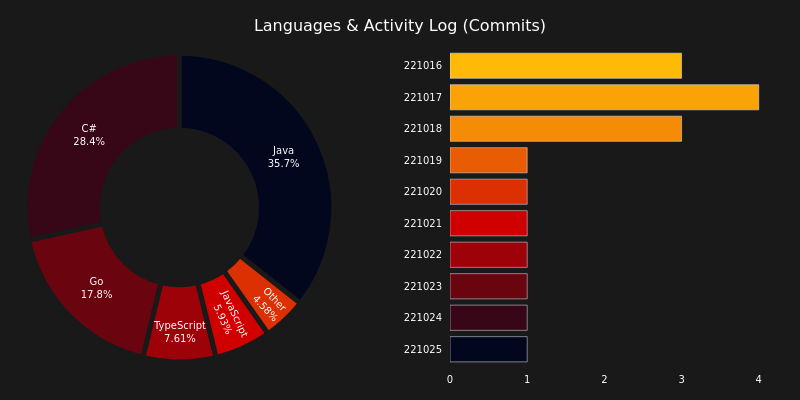 Languages & Activity Log (Commits)
C#
28.4%
Java
35.7%
Go
17.8%
TypeScript
7.61%
JavaScript
5.93%
Other
4.58%
221016
221017
221018
221019
221020
221021
221022
221023
221024
221025
0 1 2 3 4